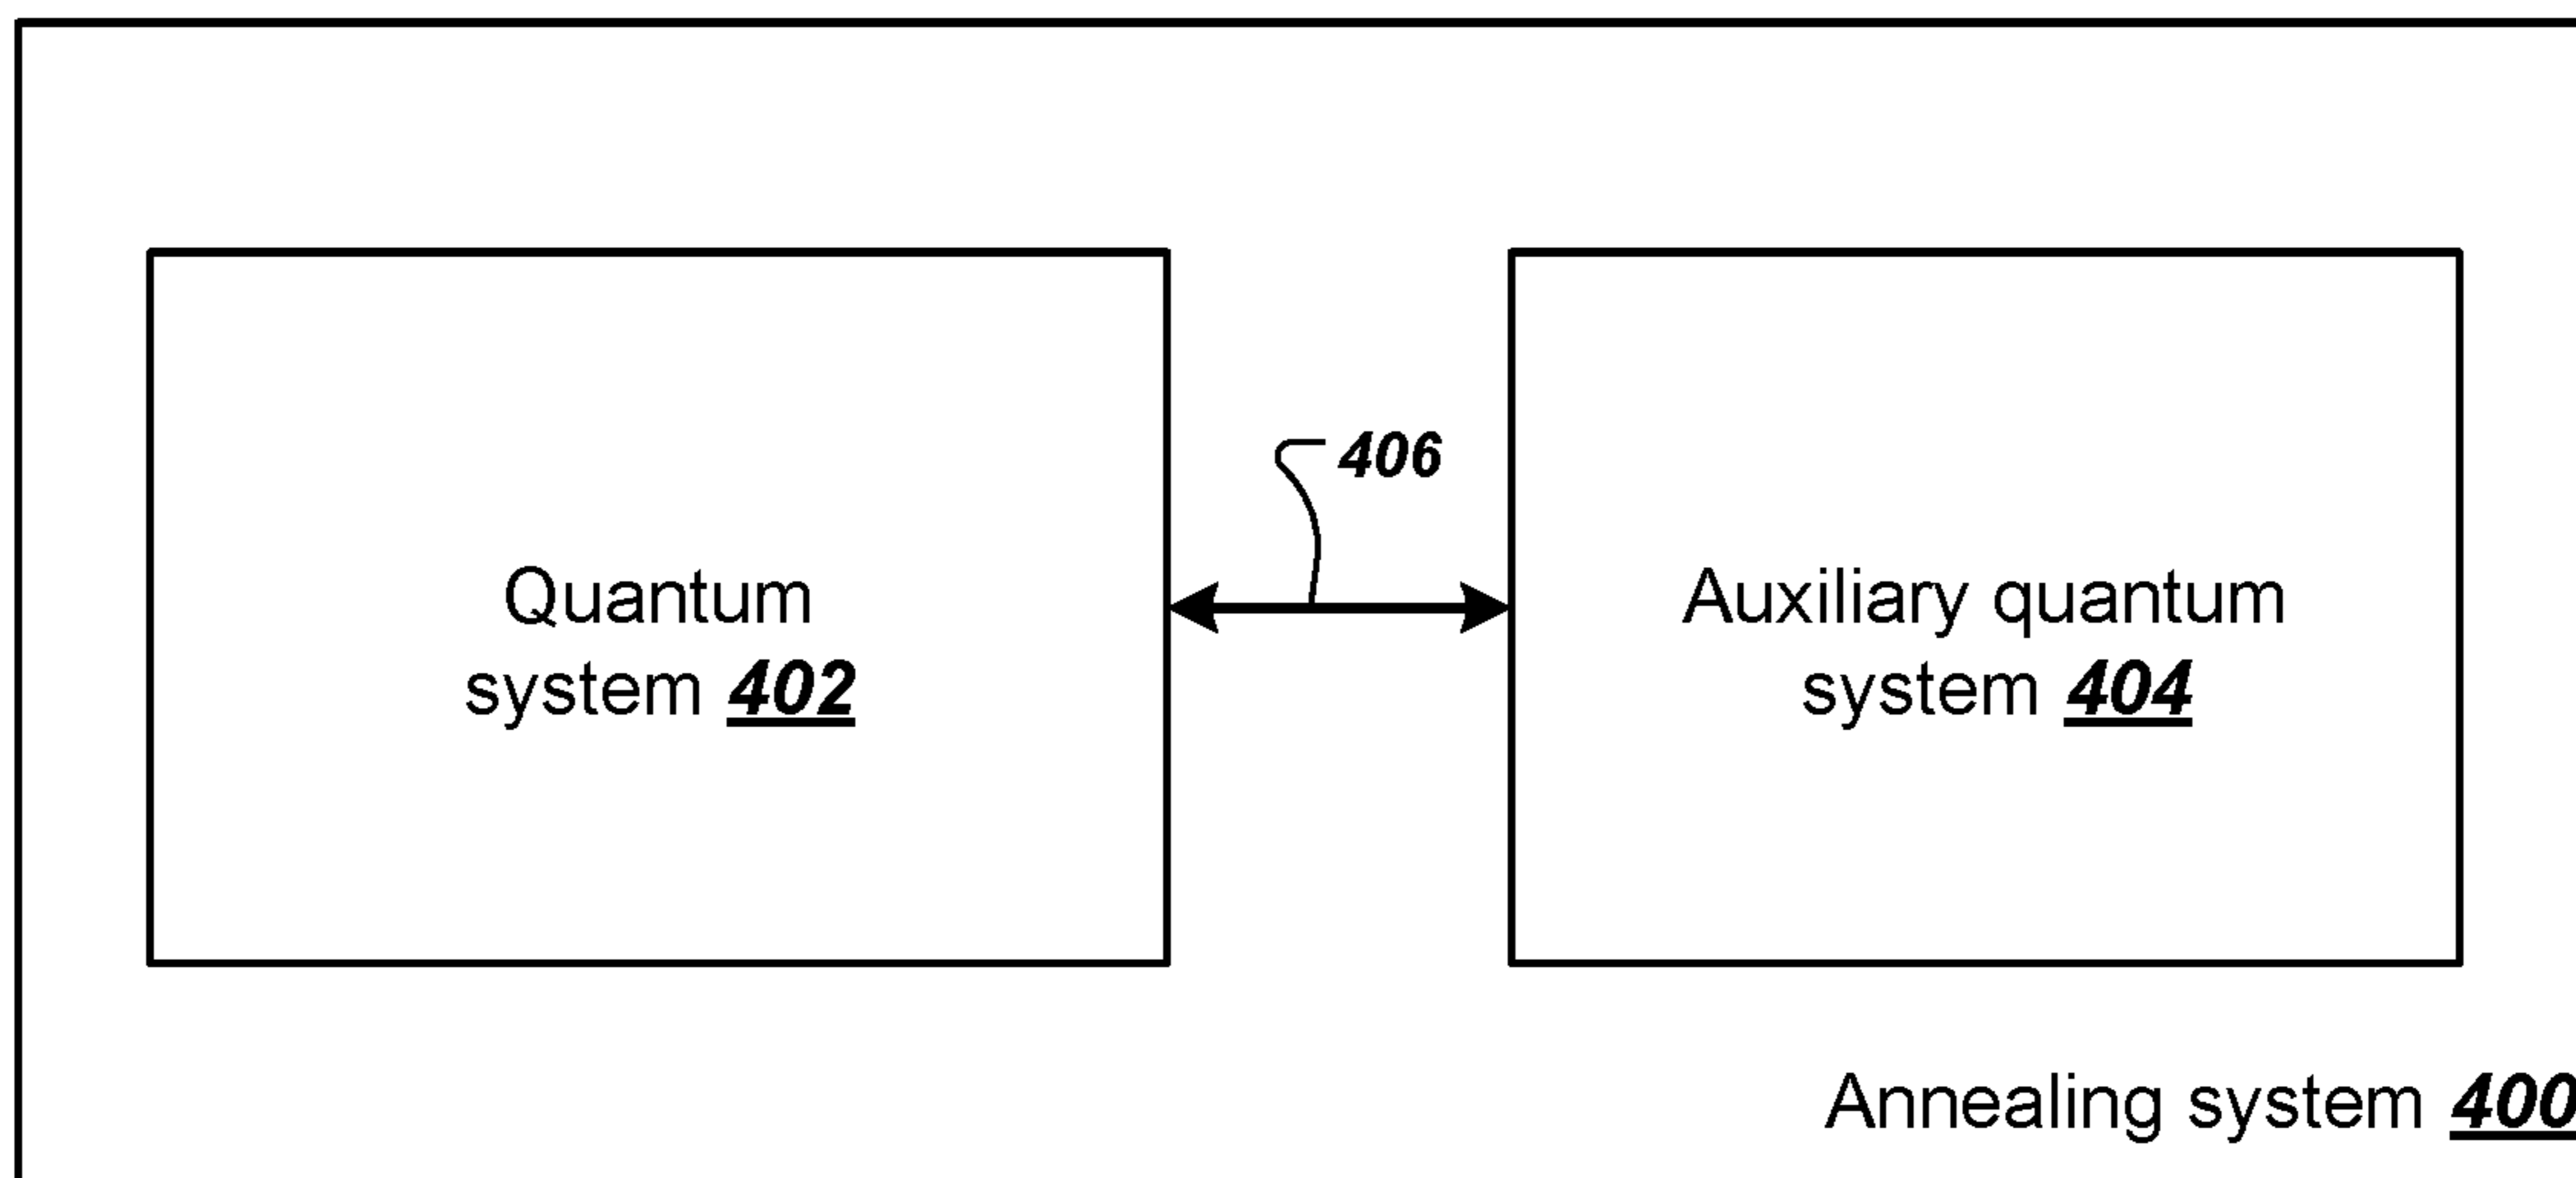 406
Quantum
system 402
Auxiliary quantum
system 404
Annealing system 400